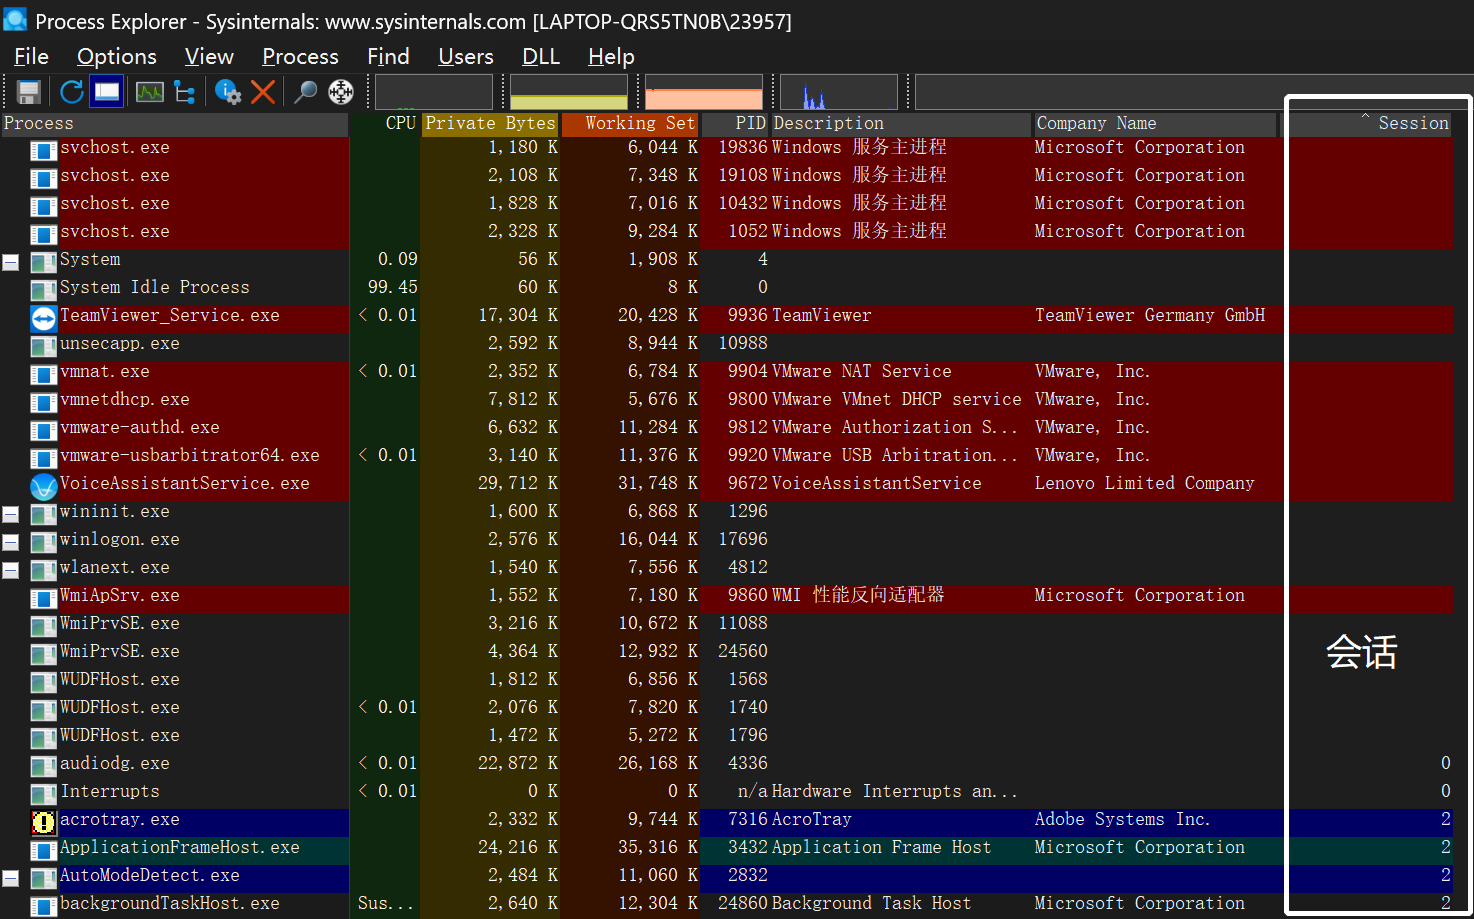 Process Explorer - Sysinternals: www.sysinternals.com [LAPTOP-QRS5TN0B\23957]
File Options View Process Find Users DLL Help
Process CPU Private Bytes Working Set PID Description Company Name Session
svchost.exe 1,180 K 6,044 K 19836 Windows 服务主进程 Microsoft Corporation
svchost.exe 2,108 K 7,348 K 19108 Windows 服务主进程 Microsoft Corporation
svchost.exe 1,828 K 7,016 K 10432 Windows 服务主进程 Microsoft Corporation
svchost.exe 2,328 K 9,284 K 1052 Windows 服务主进程 Microsoft Corporation
System 0.09 56 K 1,908 K 4
System Idle Process 99.45 60 K 8 K 0
TeamViewer_Service.exe < 0.01 17,304 K 20,428 K 9936 TeamViewer TeamViewer Germany GmbH
unsecapp.exe 2,592 K 8,944 K 10988
vmnat.exe < 0.01 2,352 K 6,784 K 9904 VMware NAT Service VMware, Inc.
vmnetdhcp.exe 7,812 K 5,676 K 9800 VMware VMnet DHCP service VMware, Inc.
vmware-authd.exe 6,632 K 11,284 K 9812 VMware Authorization S... VMware, Inc.
vmware-usbarbitrator64.exe < 0.01 3,140 K 11,376 K 9920 VMware USB Arbitration... VMware, Inc.
VoiceAssistantService.exe 29,712 K 31,748 K 9672 VoiceAssistantService Lenovo Limited Company
wininit.exe 1,600 K 6,868 K 1296
winlogon.exe 2,576 K 16,044 K 17696
wlanext.exe 1,540 K 7,556 K 4812
WmiApSrv.exe 1,552 K 7,180 K 9860 WMI 性能反向适配器 Microsoft Corporation
WmiPrvSE.exe 3,216 K 10,672 K 11088
WmiPrvSE.exe 4,364 K 12,932 K 24560
会话
WUDFHost.exe 1,812 K 6,856 K 1568
WUDFHost.exe < 0.01 2,076 K 7,820 K 1740
WUDFHost.exe 1,472 K 5,272 K 1796
audiodg.exe < 0.01 22,872 K 26,168 K 4336 0
Interrupts < 0.01 0 K 0 K n/a Hardware Interrupts an... 0
acrotray.exe 2,332 K 9,744 K 7316 AcroTray Adobe Systems Inc. 2
ApplicationFrameHost.exe 24,216 K 35,316 K 3432 Application Frame Host Microsoft Corporation 2
AutoModeDetect.exe 2,484 K 11,060 K 2832 2
backgroundTaskHost.exe Sus... 2,640 K 12,304 K 24860 Background Task Host Microsoft Corporation 2